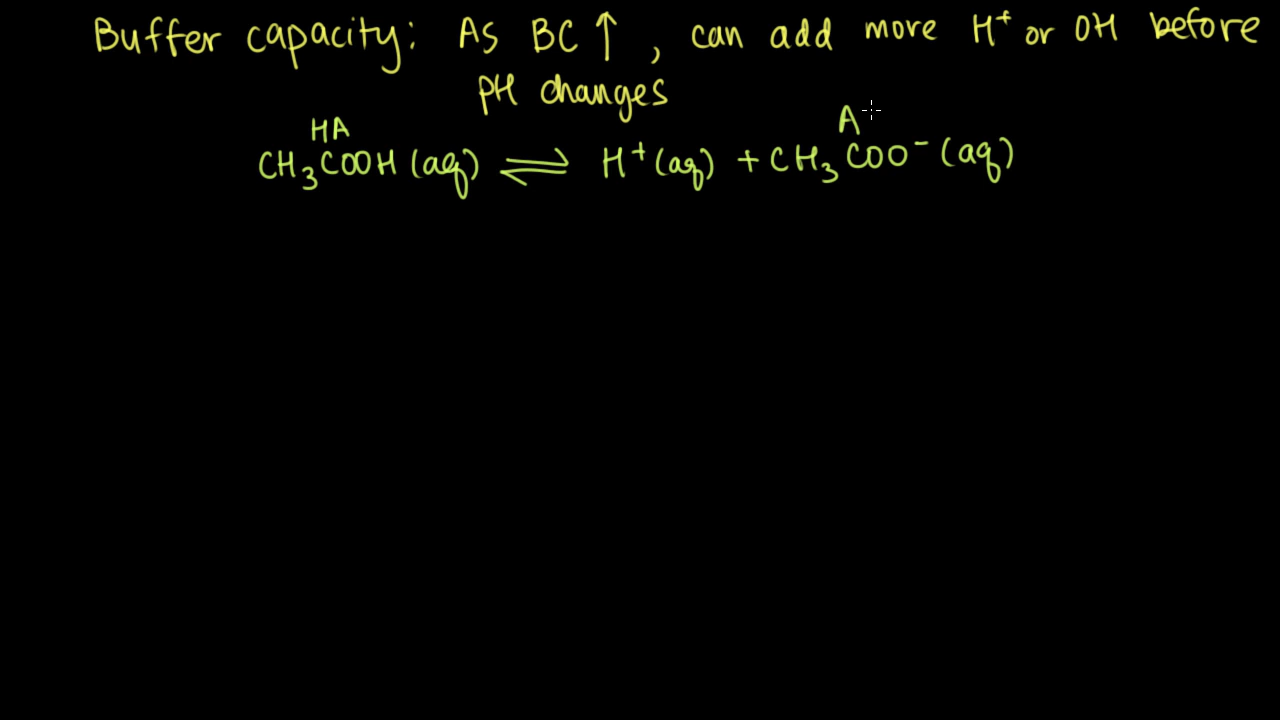 Buffer capacity: As BC ↑, can add more H⁺ or OH before
pH changes
HA A
CH₃COOH (aq) ⇌ H⁺(aq) + CH₃COO⁻(aq)